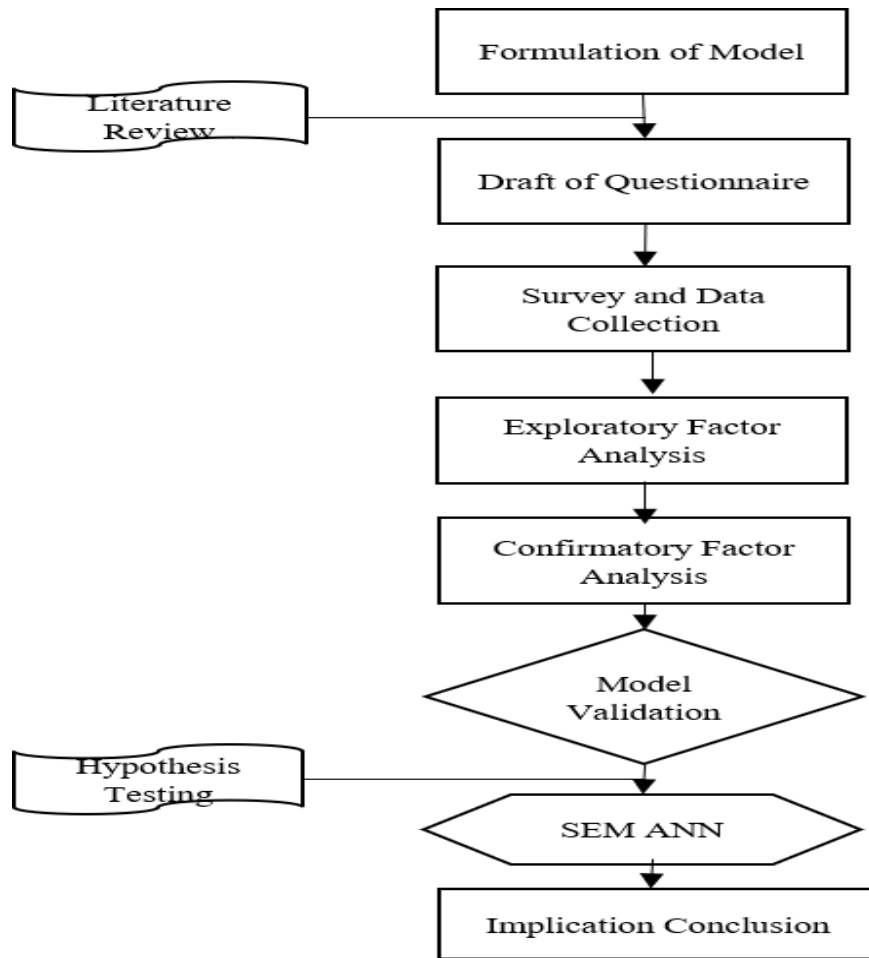 Formulation of Model
Literature
Review
Draft of Questionnaire
Survey and Data
Collection
Exploratory Factor
Analysis
Confirmatory Factor
Analysis
Model
Validation
Hypothesis
Testing
SEM ANN
Implication Conclusion